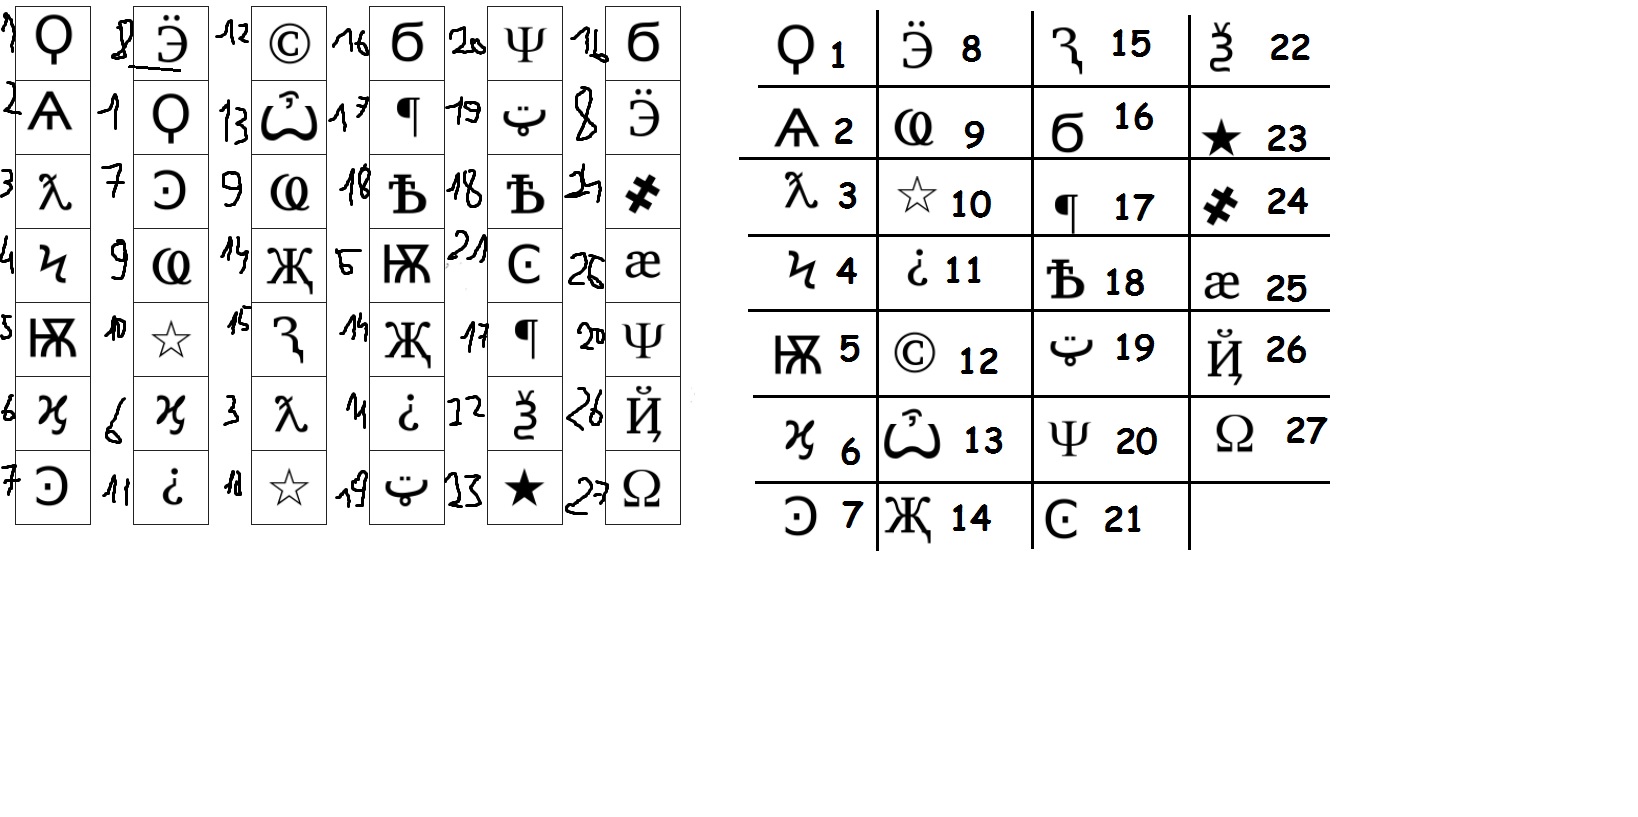 1 Ϙ 8 Ӭ 12 © 16 б 20 Ψ 16 б
2 Ѧ 1 Ϙ 13 Ѽ 17 ¶ 19 ټ 8 Ӭ
3 ƛ 7 Ͽ 9 Ҩ 18 Ѣ 18 Ѣ 24 ҂
4 Ϟ 9 Ҩ 14 Җ 5 Ѭ 21 Ͼ 25 æ
5 Ѭ 10 ☆ 15 Ԇ 14 Җ 17 ¶ 20 Ψ
6 ϗ 6 ϗ 3 ƛ 11 ¿ 22 Ѯ 26 Ҋ
7 Ͽ 11 ¿ 10 ☆ 19 ټ 23 ★ 27 Ω
Ϙ 1 Ӭ 8 Ԇ 15 Ѯ 22
Ѧ 2 Ҩ 9 б 16 ★ 23
ƛ 3 ☆ 10 ¶ 17 ҂ 24
Ϟ 4 ¿ 11 Ѣ 18 æ 25
Ѭ 5 © 12 ټ 19 Ҋ 26
ϗ 6 Ѽ 13 Ψ 20 Ω 27
Ͽ 7 Җ 14 Ͼ 21